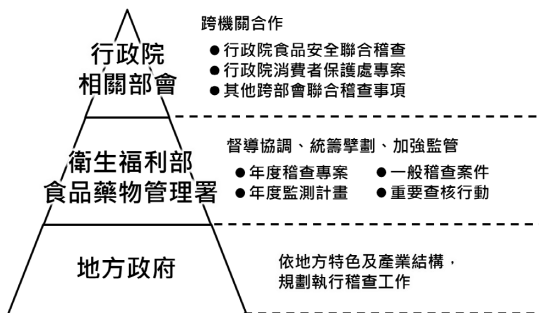 行政院
相關部會
跨機關合作
●行政院食品安全聯合稽查
●行政院消費者保護處專案
●其他跨部會聯合稽查事項
衛生福利部
食品藥物管理署
督導協調、統籌擘劃、加強監管
●年度稽查專案 ●一般稽查案件
●年度監測計畫 ●重要查核行動
地方政府
依地方特色及產業結構，
規劃執行稽查工作